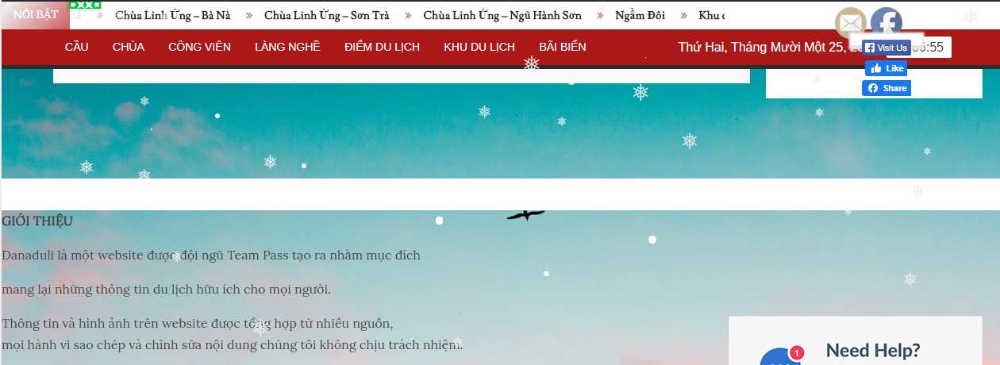 NỔI BẬT
Chùa Linh Ứng – Bà Nà » Chùa Linh Ứng – Sơn Trà » Chùa Linh Ứng – Ngũ Hành Sơn » Ngầm Đôi » Khu
CẦU CHÙA CÔNG VIÊN LÀNG NGHỀ ĐIỂM DU LỊCH KHU DU LỊCH BÃI BIỂN Thứ Hai, Tháng Mười Một 25,
Visit Us
Like
Share
GIỚI THIỆU
Danaduli là một website được đội ngũ Team Pass tạo ra nhằm mục đích
mang lại những thông tin du lịch hữu ích cho mọi người.
Thông tin và hình ảnh trên website được tổng hợp từ nhiều nguồn,
mọi hành vi sao chép và chỉnh sửa nội dung chúng tôi không chịu trách nhiệm.
1
Need Help?